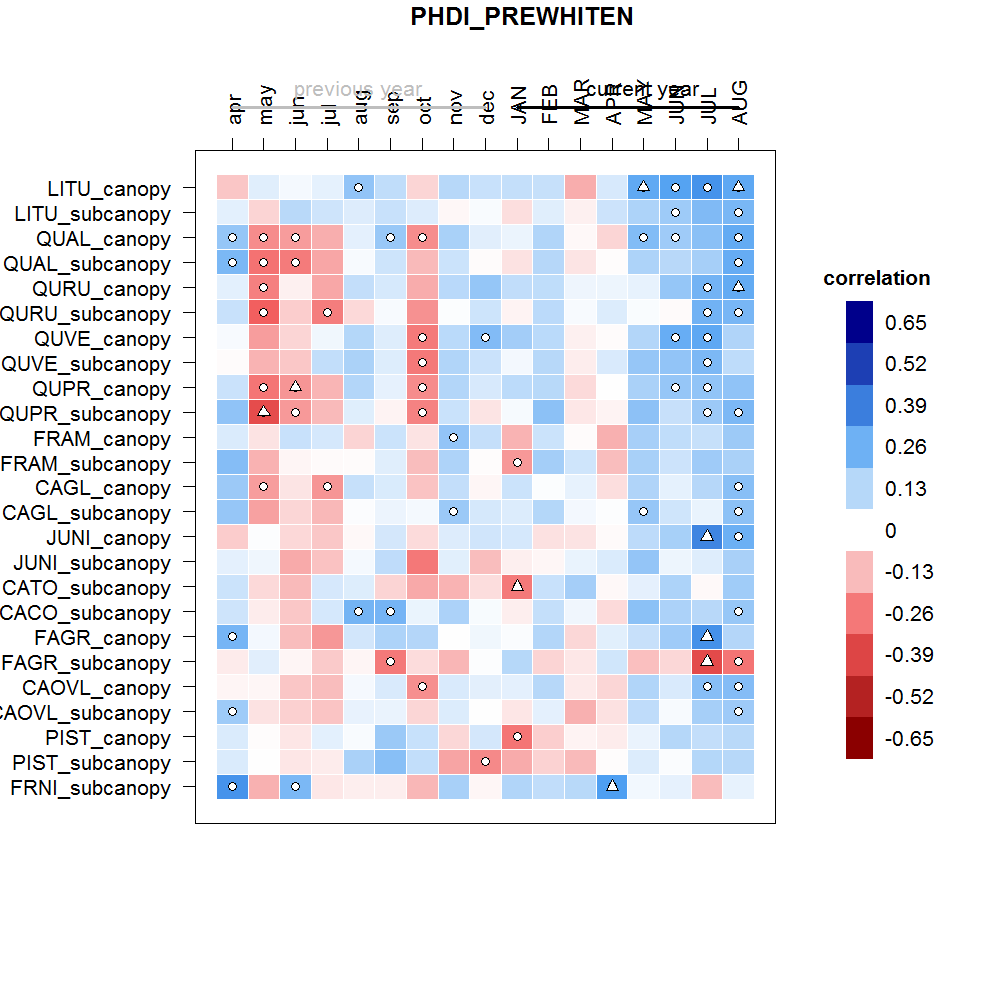 PHDI_PREWHITEN
previous year current year
apr may jun jul aug sep oct nov dec JAN FEB MAR APR MAY JUN JUL AUG
LITU_canopy
LITU_subcanopy
QUAL_canopy
QUAL_subcanopy
QURU_canopy
QURU_subcanopy
QUVE_canopy
QUVE_subcanopy
QUPR_canopy
QUPR_subcanopy
FRAM_canopy
FRAM_subcanopy
CAGL_canopy
CAGL_subcanopy
JUNI_canopy
JUNI_subcanopy
CATO_subcanopy
CACO_subcanopy
FAGR_canopy
FAGR_subcanopy
CAOVL_canopy
CAOVL_subcanopy
PIST_canopy
PIST_subcanopy
FRNI_subcanopy
correlation
0.65
0.52
0.39
0.26
0.13
0
-0.13
-0.26
-0.39
-0.52
-0.65